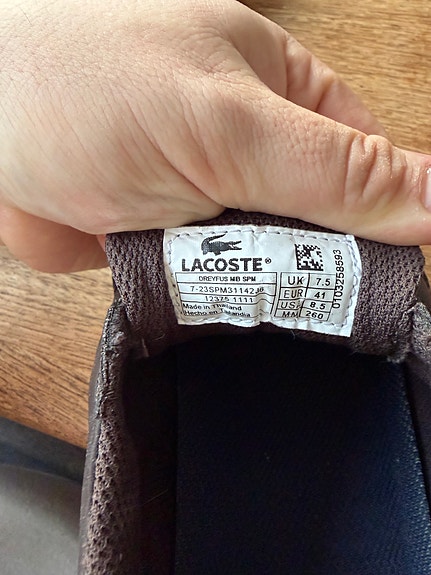 LACOSTE®
DREYFUS MB SPM
7-23SPM31142J6
12375 1111
Made in Thailand
Hecho en Tailandia
UK 7.5
EUR 41
US 8.5
MM 260
0103258593